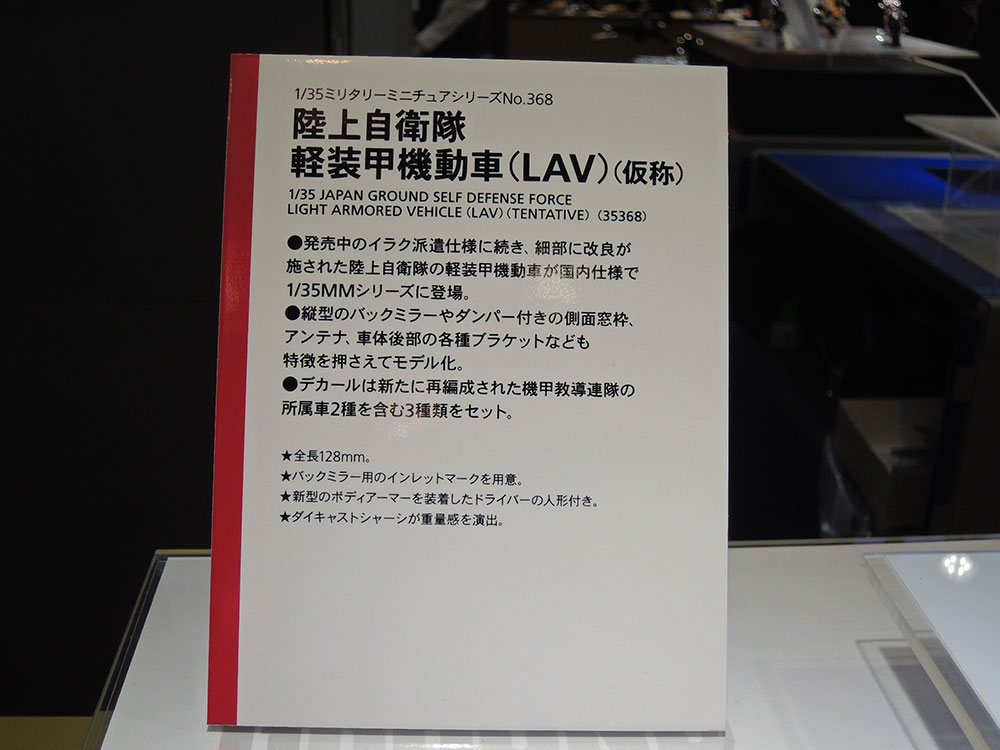 1/35ミリタリーミニチュアシリーズNo.368
陸上自衛隊
軽装甲機動車(LAV)(仮称)
1/35 JAPAN GROUND SELF DEFENSE FORCE
LIGHT ARMORED VEHICLE (LAV) (TENTATIVE) (35368)
●発売中のイラク派遣仕様に続き、細部に改良が
施された陸上自衛隊の軽装甲機動車が国内仕様で
1/35MMシリーズに登場。
●縦型のバックミラーやダンパー付きの側面窓枠、
アンテナ、車体後部の各種ブラケットなども
特徴を押さえてモデル化。
●デカールは新たに再編成された機甲教導連隊の
所属車2種を含む3種類をセット。
★全長128mm。
★バックミラー用のインレットマークを用意。
★新型のボディアーマーを装着したドライバーの人形付き。
★ダイキャストシャーシが重量感を演出。